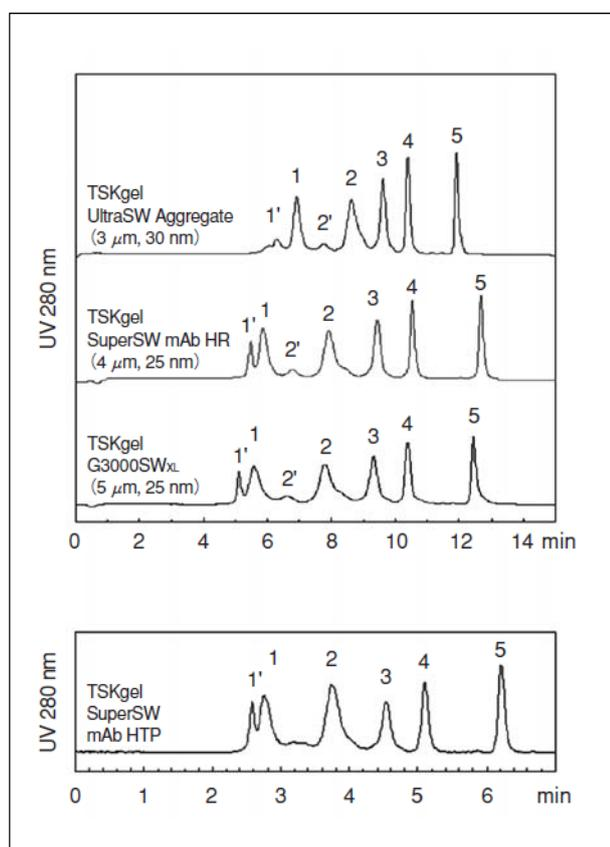 UV 280 nm
TSKgel
UltraSW Aggregate
(3 μm, 30 nm)
1' 1 2' 2 3 4 5
TSKgel
SuperSW mAb HR
(4 μm, 25 nm)
1' 1 2' 2 3 4 5
TSKgel
G3000SWXL
(5 μm, 25 nm)
1' 1 2' 2 3 4 5
0 2 4 6 8 10 12 14 min
UV 280 nm
TSKgel
SuperSW
mAb HTP
1' 1 2 3 4 5
0 1 2 3 4 5 6 min